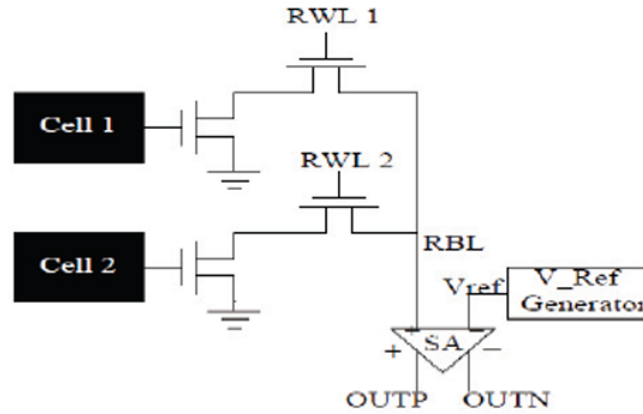 RWL 1
Cell 1
RWL 2
Cell 2
RBL
Vref
V_Ref
Generator
+ -
+ SA -
OUTP OUTN